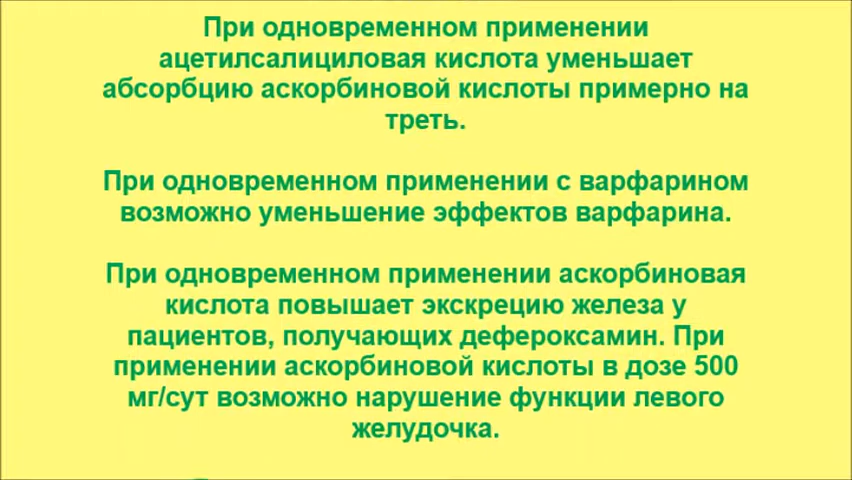 При одновременном применении
ацетилсалициловая кислота уменьшает
абсорбцию аскорбиновой кислоты примерно на
треть.
При одновременном применении с варфарином
возможно уменьшение эффектов варфарина.
При одновременном применении аскорбиновая
кислота повышает экскрецию железа у
пациентов, получающих дефероксамин. При
применении аскорбиновой кислоты в дозе 500
мг/сут возможно нарушение функции левого
желудочка.